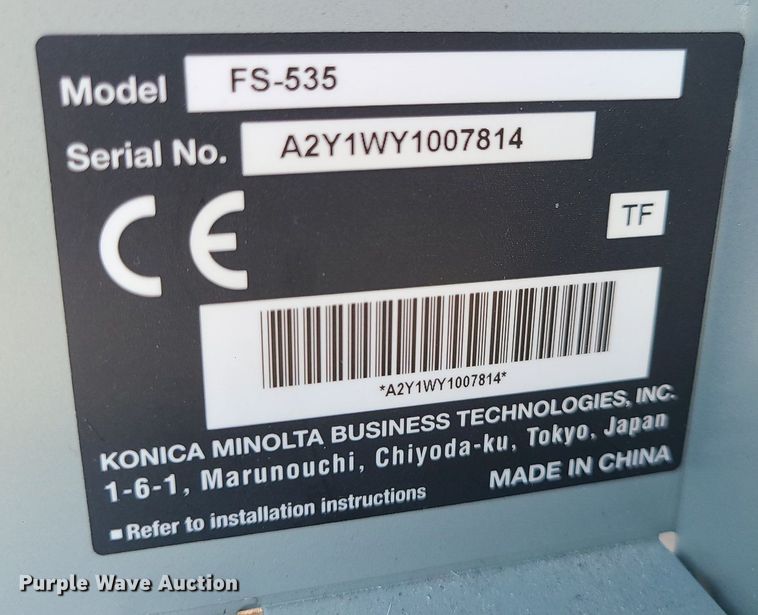 Model FS-535
Serial No. A2Y1WY1007814
CE
TF
*A2Y1WY1007814*
KONICA MINOLTA BUSINESS TECHNOLOGIES, INC.
1-6-1, Marunouchi, Chiyoda-ku, Tokyo, Japan
MADE IN CHINA
■Refer to installation instructions
Purple Wave Auction